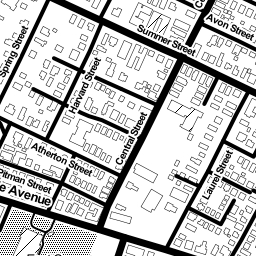 Avon Street
Summer Street
Spring Street
Harvard Street
Central Street
Atherton Street
Laurel Street
Pitman Street
e Avenue